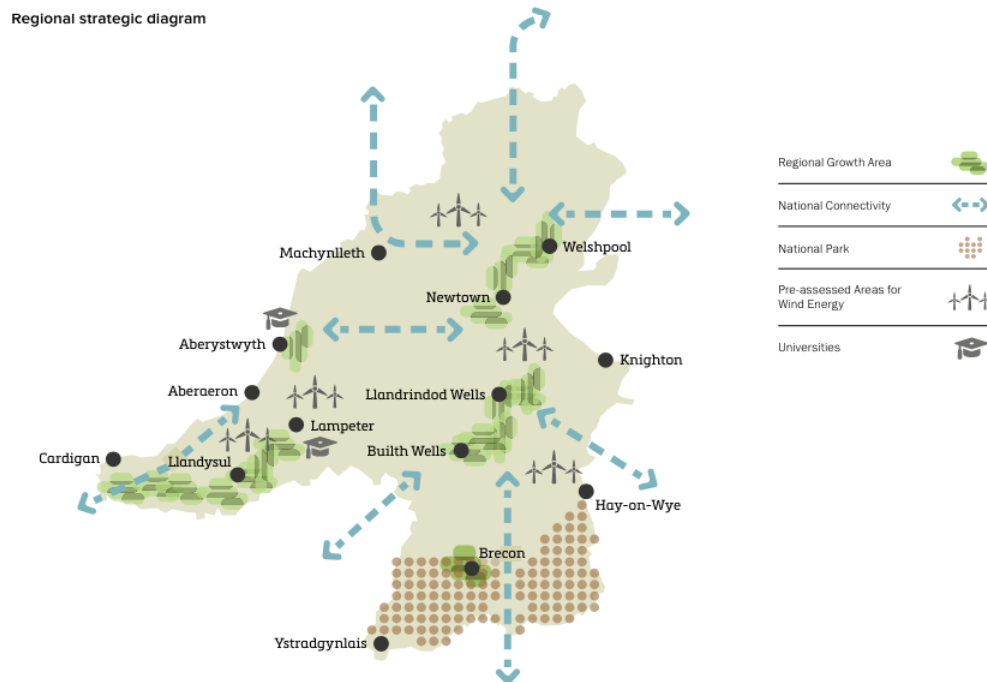 Regional strategic diagram
Regional Growth Area
National Connectivity
National Park
Pre-assessed Areas for
Wind Energy
Universities
Machynlleth
Welshpool
Newtown
Aberystwyth
Knighton
Aberaeron
Llandrindod Wells
Lampeter
Builth Wells
Cardigan
Llandysul
Hay-on-Wye
Brecon
Ystradgynlais